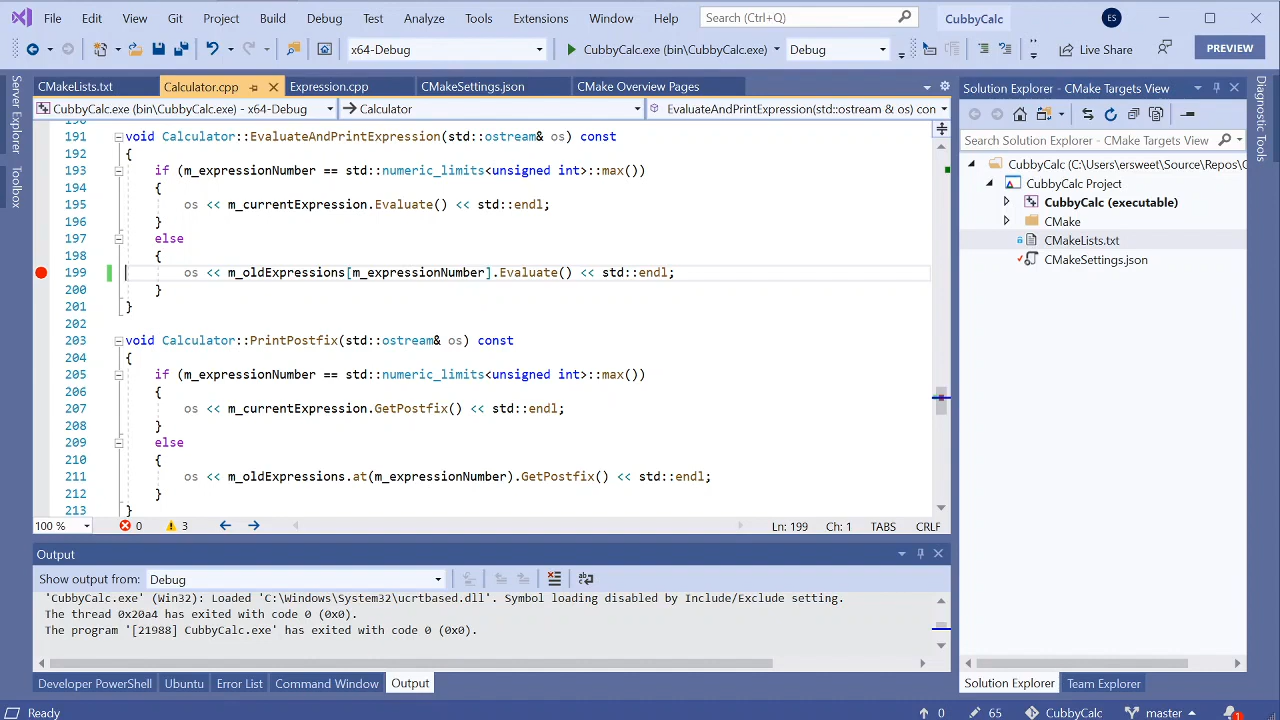 File Edit View Git Project Build Debug Test Analyze Tools Extensions Window Help Search (Ctrl+Q) CubbyCalc ES
x64-Debug CubbyCalc.exe (bin\CubbyCalc.exe) Debug Live Share PREVIEW
Server Explorer
Toolbox
CMakeLists.txt Calculator.cpp Expression.cpp CMakeSettings.json CMake Overview Pages
CubbyCalc.exe (bin\CubbyCalc.exe) - x64-Debug Calculator EvaluateAndPrintExpression(std::ostream & os) con
190
191 void Calculator::EvaluateAndPrintExpression(std::ostream& os) const
192 {
193 if (m_expressionNumber == std::numeric_limits<unsigned int>::max())
194 {
195 os << m_currentExpression.Evaluate() << std::endl;
196 }
197 else
198 {
199 os << m_oldExpressions[m_expressionNumber].Evaluate() << std::endl;
200 }
201 }
202
203 void Calculator::PrintPostfix(std::ostream& os) const
204 {
205 if (m_expressionNumber == std::numeric_limits<unsigned int>::max())
206 {
207 os << m_currentExpression.GetPostfix() << std::endl;
208 }
209 else
210 {
211 os << m_oldExpressions.at(m_expressionNumber).GetPostfix() << std::endl;
212 }
213 }
100 % 0 3 Ln: 199 Ch: 1 TABS CRLF
Output
Show output from: Debug
'CubbyCalc.exe' (Win32): Loaded 'C:\Windows\System32\ucrtbased.dll'. Symbol loading disabled by Include/Exclude setting.
The thread 0x20a4 has exited with code 0 (0x0).
The program '[21988] CubbyCalc.exe' has exited with code 0 (0x0).
Developer PowerShell Ubuntu Error List Command Window Output
Solution Explorer - CMake Targets View
Search Solution Explorer - CMake Targets View
CubbyCalc (C:\Users\ersweet\Source\Repos\C
CubbyCalc Project
CubbyCalc (executable)
CMake
CMakeLists.txt
CMakeSettings.json
Solution Explorer Team Explorer
Diagnostic Tools
Ready 0 65 CubbyCalc master 1